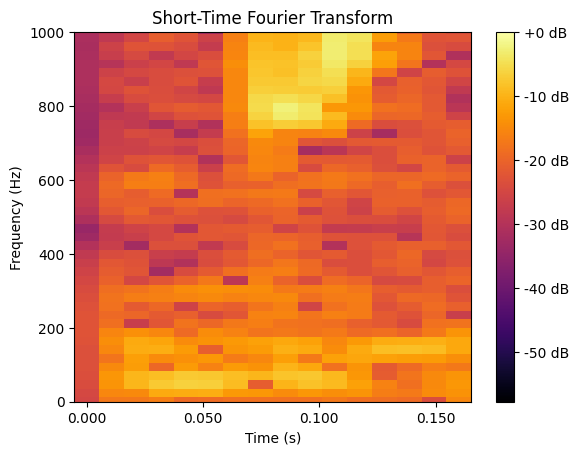 Short-Time Fourier Transform
1000
800
600
400
200
0
Frequency (Hz)
0.000
0.050
0.100
0.150
Time (s)
+0 dB
-10 dB
-20 dB
-30 dB
-40 dB
-50 dB